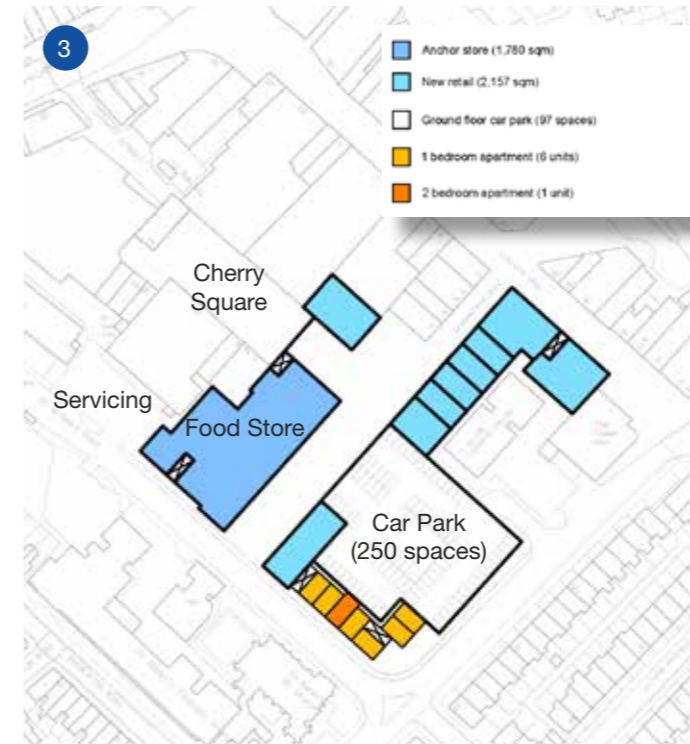 3
Anchor store (1,780 sqm)
New retail (2,157 sqm)
Ground floor car park (97 spaces)
1 bedroom apartment (6 units)
2 bedroom apartment (1 unit)
Cherry
Square
Servicing
Food Store
Car Park
(250 spaces)